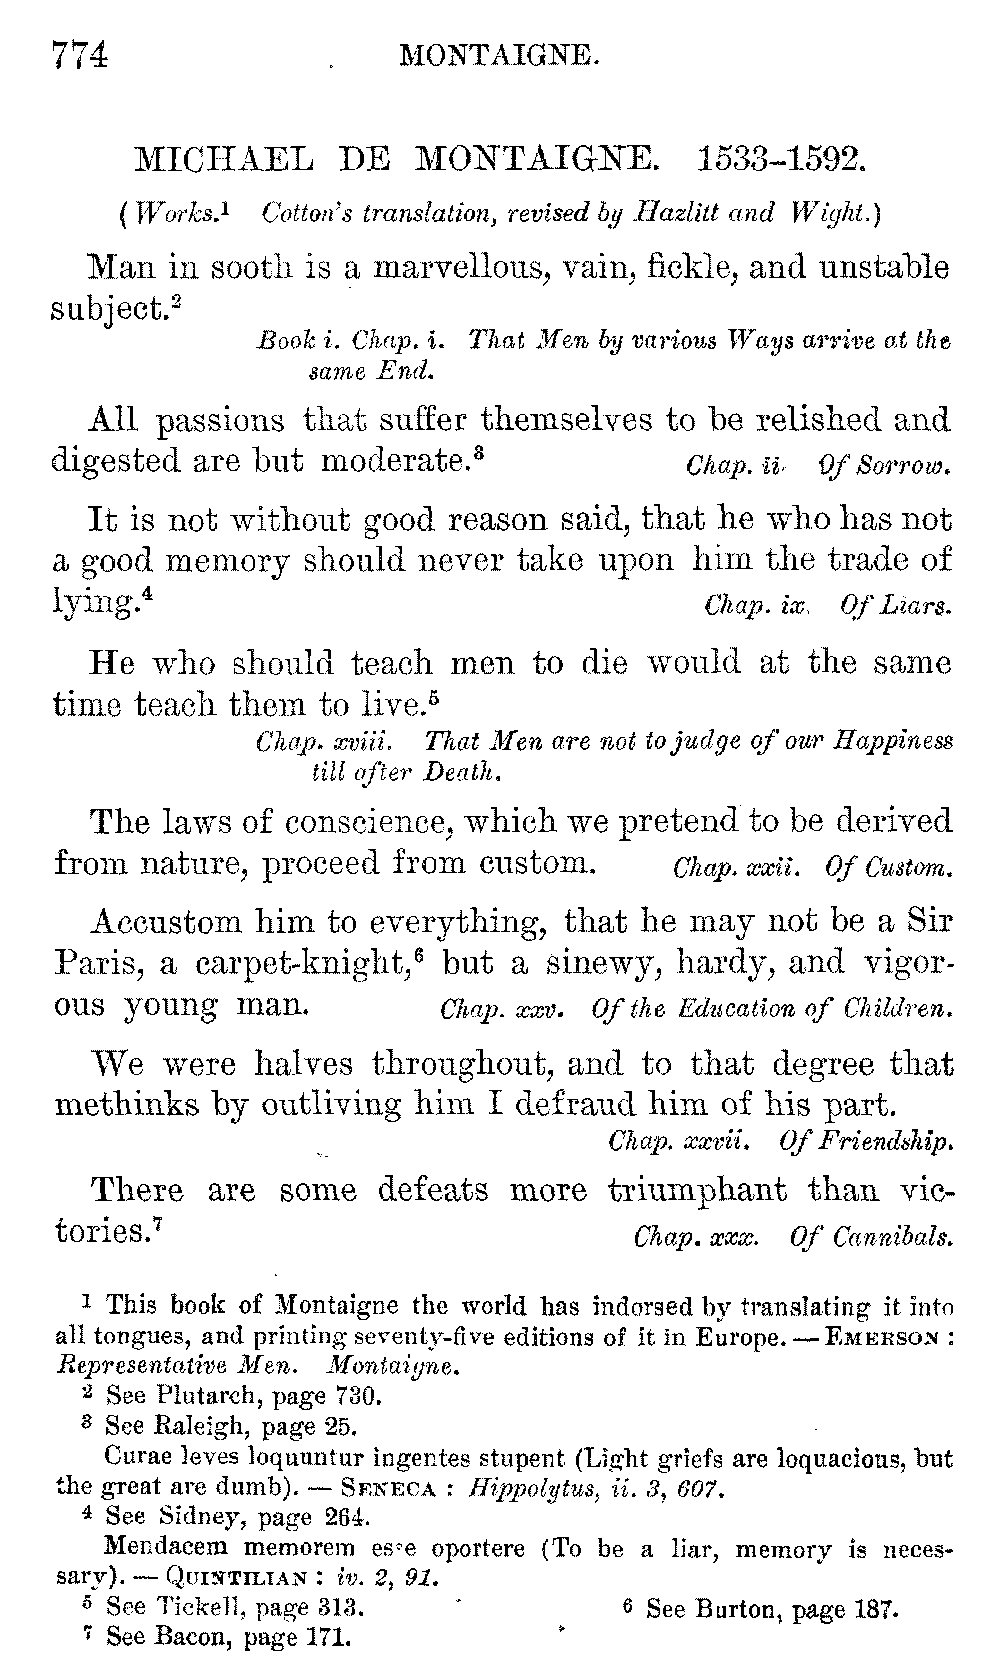 774 MONTAIGNE.
MICHAEL DE MONTAIGNE. 1533–1592.
(Works.¹ Cotton's translation, revised by Hazlitt and Wight.)
Man in sooth is a marvellous, vain, fickle, and unstable
subject.²
Book i. Chap. i. That Men by various Ways arrive at the
same End.
All passions that suffer themselves to be relished and
digested are but moderate.³ Chap. ii. Of Sorrow.
It is not without good reason said, that he who has not
a good memory should never take upon him the trade of
lying.⁴ Chap. ix. Of Liars.
He who should teach men to die would at the same
time teach them to live.⁵
Chap. xviii. That Men are not to judge of our Happiness
till after Death.
The laws of conscience, which we pretend to be derived
from nature, proceed from custom. Chap. xxii. Of Custom.
Accustom him to everything, that he may not be a Sir
Paris, a carpet-knight,⁶ but a sinewy, hardy, and vigor-
ous young man. Chap. xxv. Of the Education of Children.
We were halves throughout, and to that degree that
methinks by outliving him I defraud him of his part.
Chap. xxvii. Of Friendship.
There are some defeats more triumphant than vic-
tories.⁷ Chap. xxx. Of Cannibals.
¹ This book of Montaigne the world has indorsed by translating it into
all tongues, and printing seventy-five editions of it in Europe. — EMERSON :
Representative Men. Montaigne.
² See Plutarch, page 730.
³ See Raleigh, page 25.
Curae leves loquuntur ingentes stupent (Light griefs are loquacious, but
the great are dumb). — SENECA : Hippolytus, ii. 3, 607.
⁴ See Sidney, page 264.
Mendacem memorem esse oportere (To be a liar, memory is neces-
sary). — QUINTILIAN : iv. 2, 91.
⁵ See Tickell, page 313. ⁶ See Burton, page 187.
⁷ See Bacon, page 171.